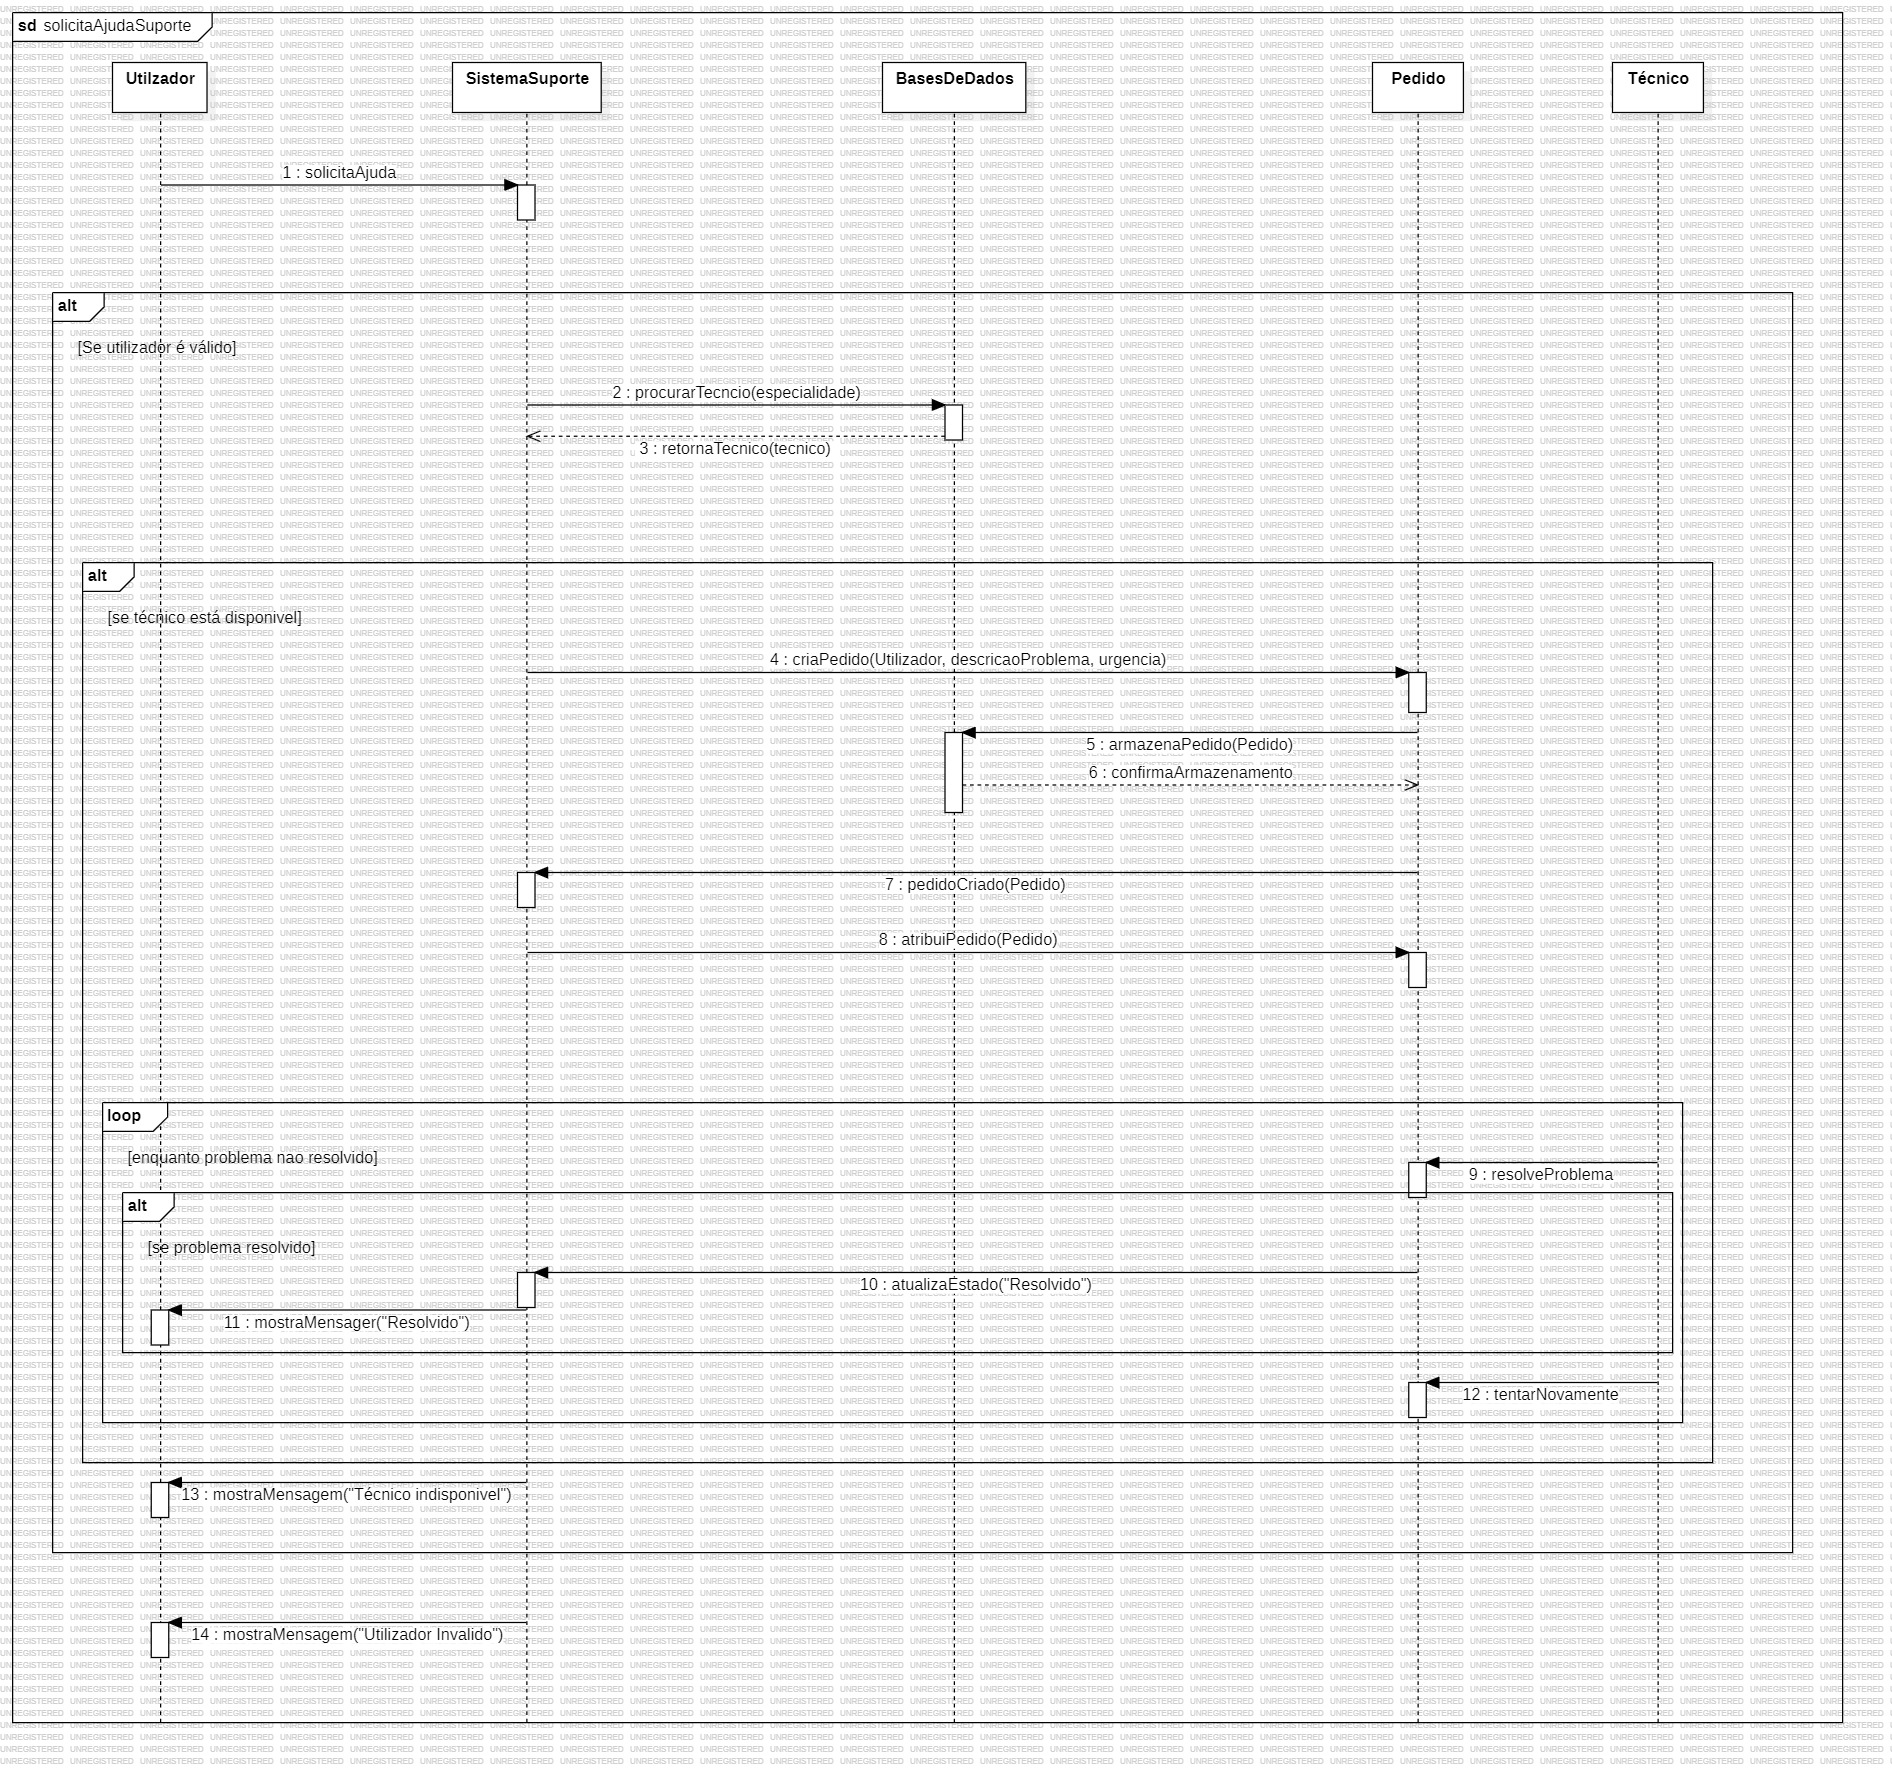 sd solicitaAjudaSuporte
Utilzador
SistemaSuporte
BasesDeDados
Pedido
Técnico
1 : solicitaAjuda
alt
[Se utilizador é válido]
2 : procurarTecncio(especialidade)
3 : retornaTecnico(tecnico)
alt
[se técnico está disponivel]
4 : criaPedido(Utilizador, descricaoProblema, urgencia)
5 : armazenaPedido(Pedido)
6 : confirmaArmazenamento
7 : pedidoCriado(Pedido)
8 : atribuiPedido(Pedido)
loop
[enquanto problema nao resolvido]
9 : resolveProblema
alt
[se problema resolvido]
10 : atualizaEstado("Resolvido")
11 : mostraMensager("Resolvido")
12 : tentarNovamente
13 : mostraMensagem("Técnico indisponivel")
14 : mostraMensagem("Utilizador Invalido")
UNREGISTERED